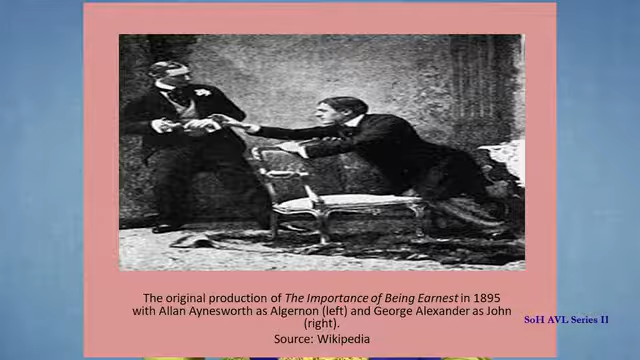 The original production of The Importance of Being Earnest in 1895
with Allan Aynesworth as Algernon (left) and George Alexander as John
(right).
Source: Wikipedia
SoH AVL Series II